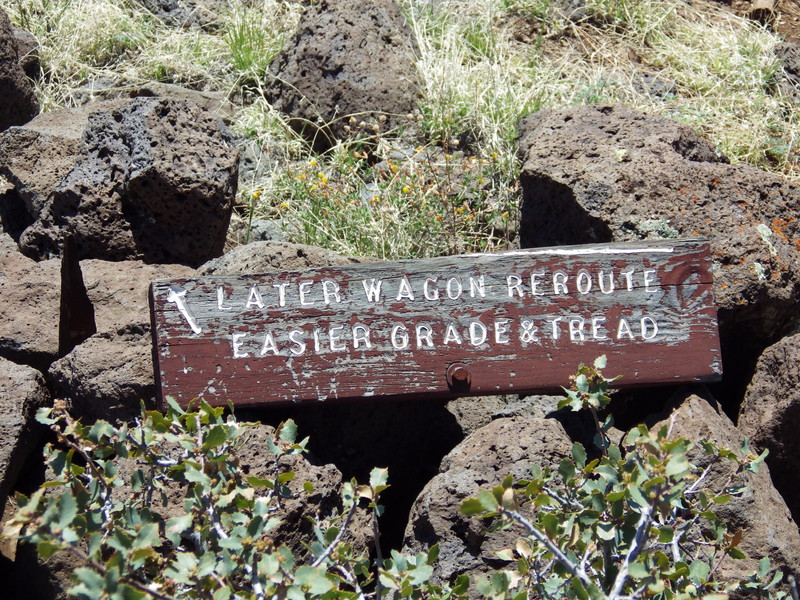 LATER WAGON REROUTE
EASIER GRADE & TREAD